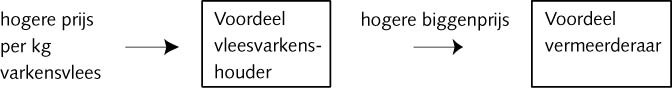 hogere prijs
per kg
varkensvlees
Voordeel
vleesvarkens-
houder
hogere biggenprijs
Voordeel
vermeerderaar